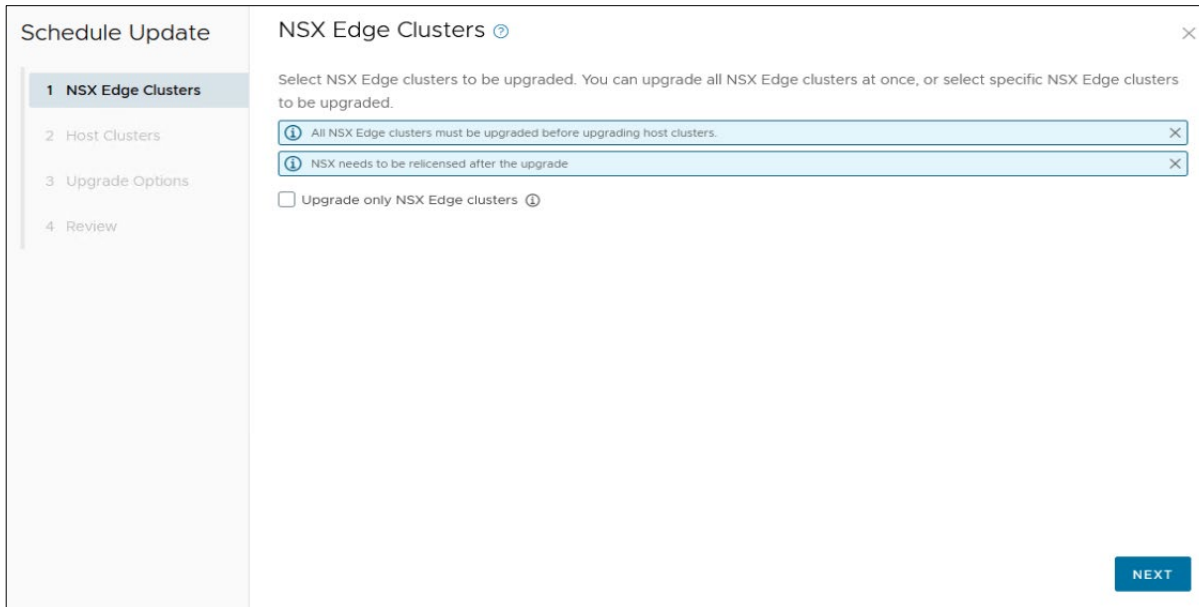 Schedule Update
1 NSX Edge Clusters
2 Host Clusters
3 Upgrade Options
4 Review
NSX Edge Clusters
Select NSX Edge clusters to be upgraded. You can upgrade all NSX Edge clusters at once, or select specific NSX Edge clusters
to be upgraded.
All NSX Edge clusters must be upgraded before upgrading host clusters.
NSX needs to be relicensed after the upgrade
Upgrade only NSX Edge clusters
NEXT